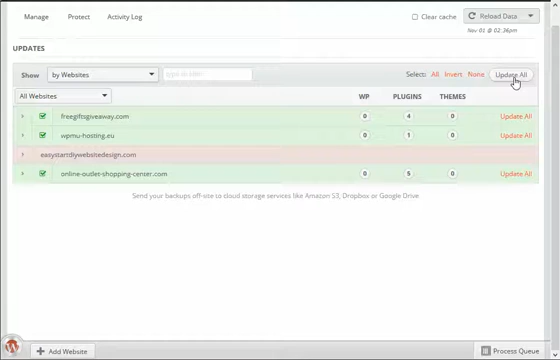 Manage Protect Activity Log Clear cache Reload Data
Nov 01 @ 02:36pm
UPDATES
Show by Websites type to filter Select: All Invert None Update All
All Websites WP PLUGINS THEMES
freegiftsgiveaway.com 0 4 0 Update All
wpmu-hosting.eu 0 1 0 Update All
easystartdiywebsitedesign.com
online-outlet-shopping-center.com 0 5 0 Update All
Send your backups off-site to cloud storage services like Amazon S3, Dropbox or Google Drive
Add Website Process Queue